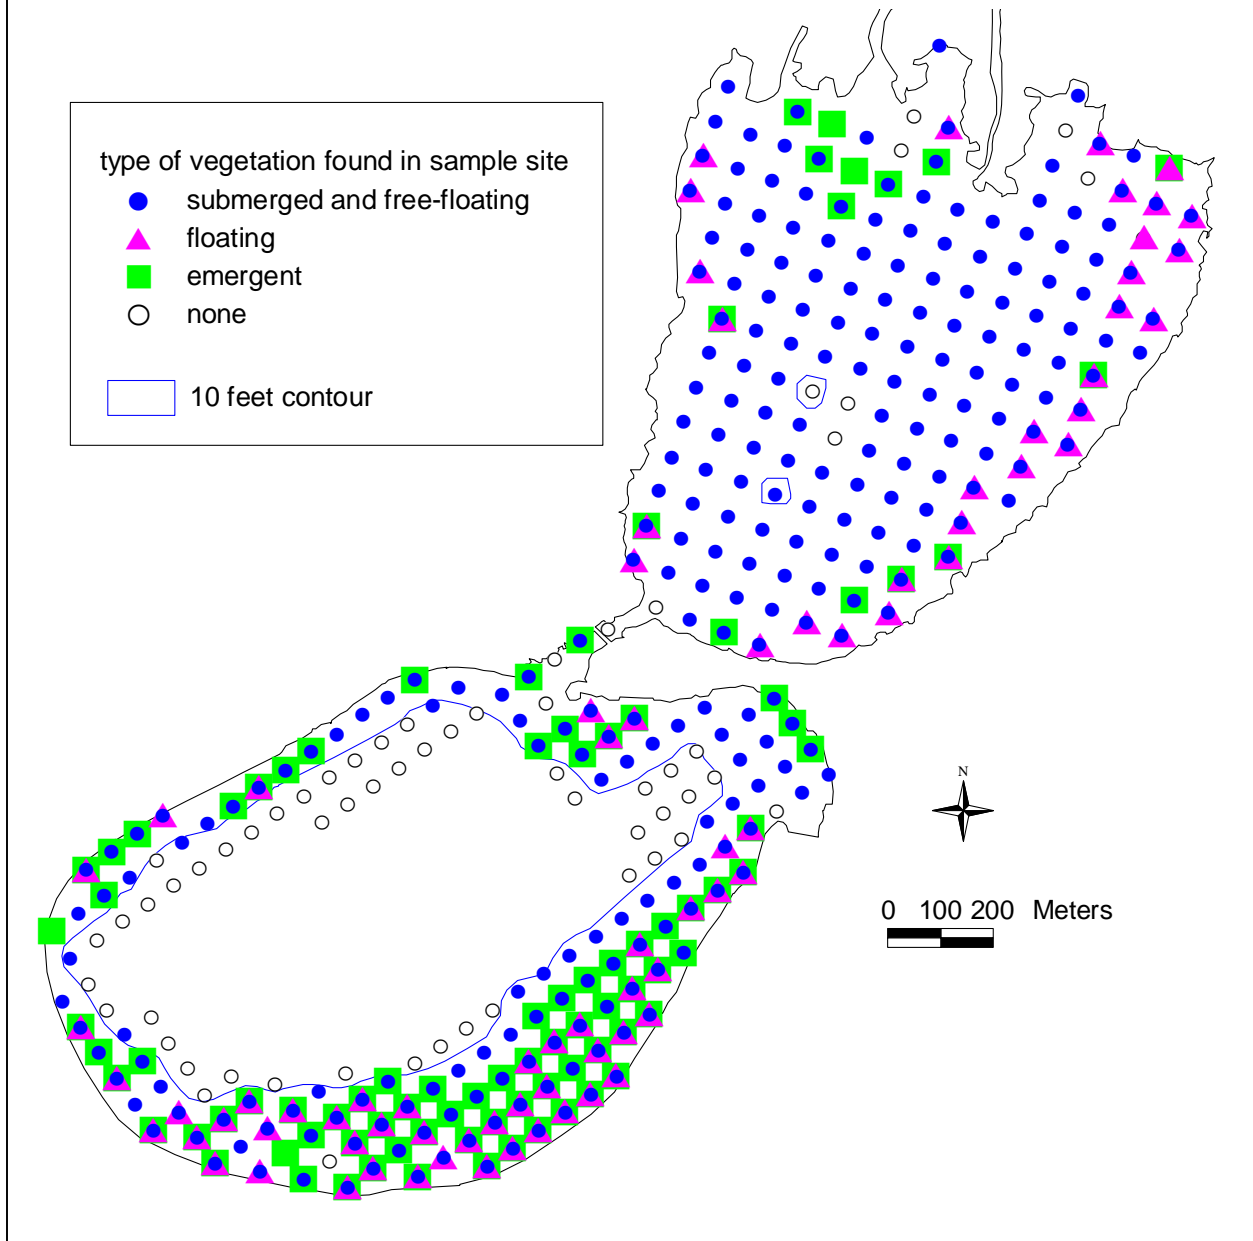 type of vegetation found in sample site
submerged and free-floating
floating
emergent
none
10 feet contour
N
0 100 200 Meters